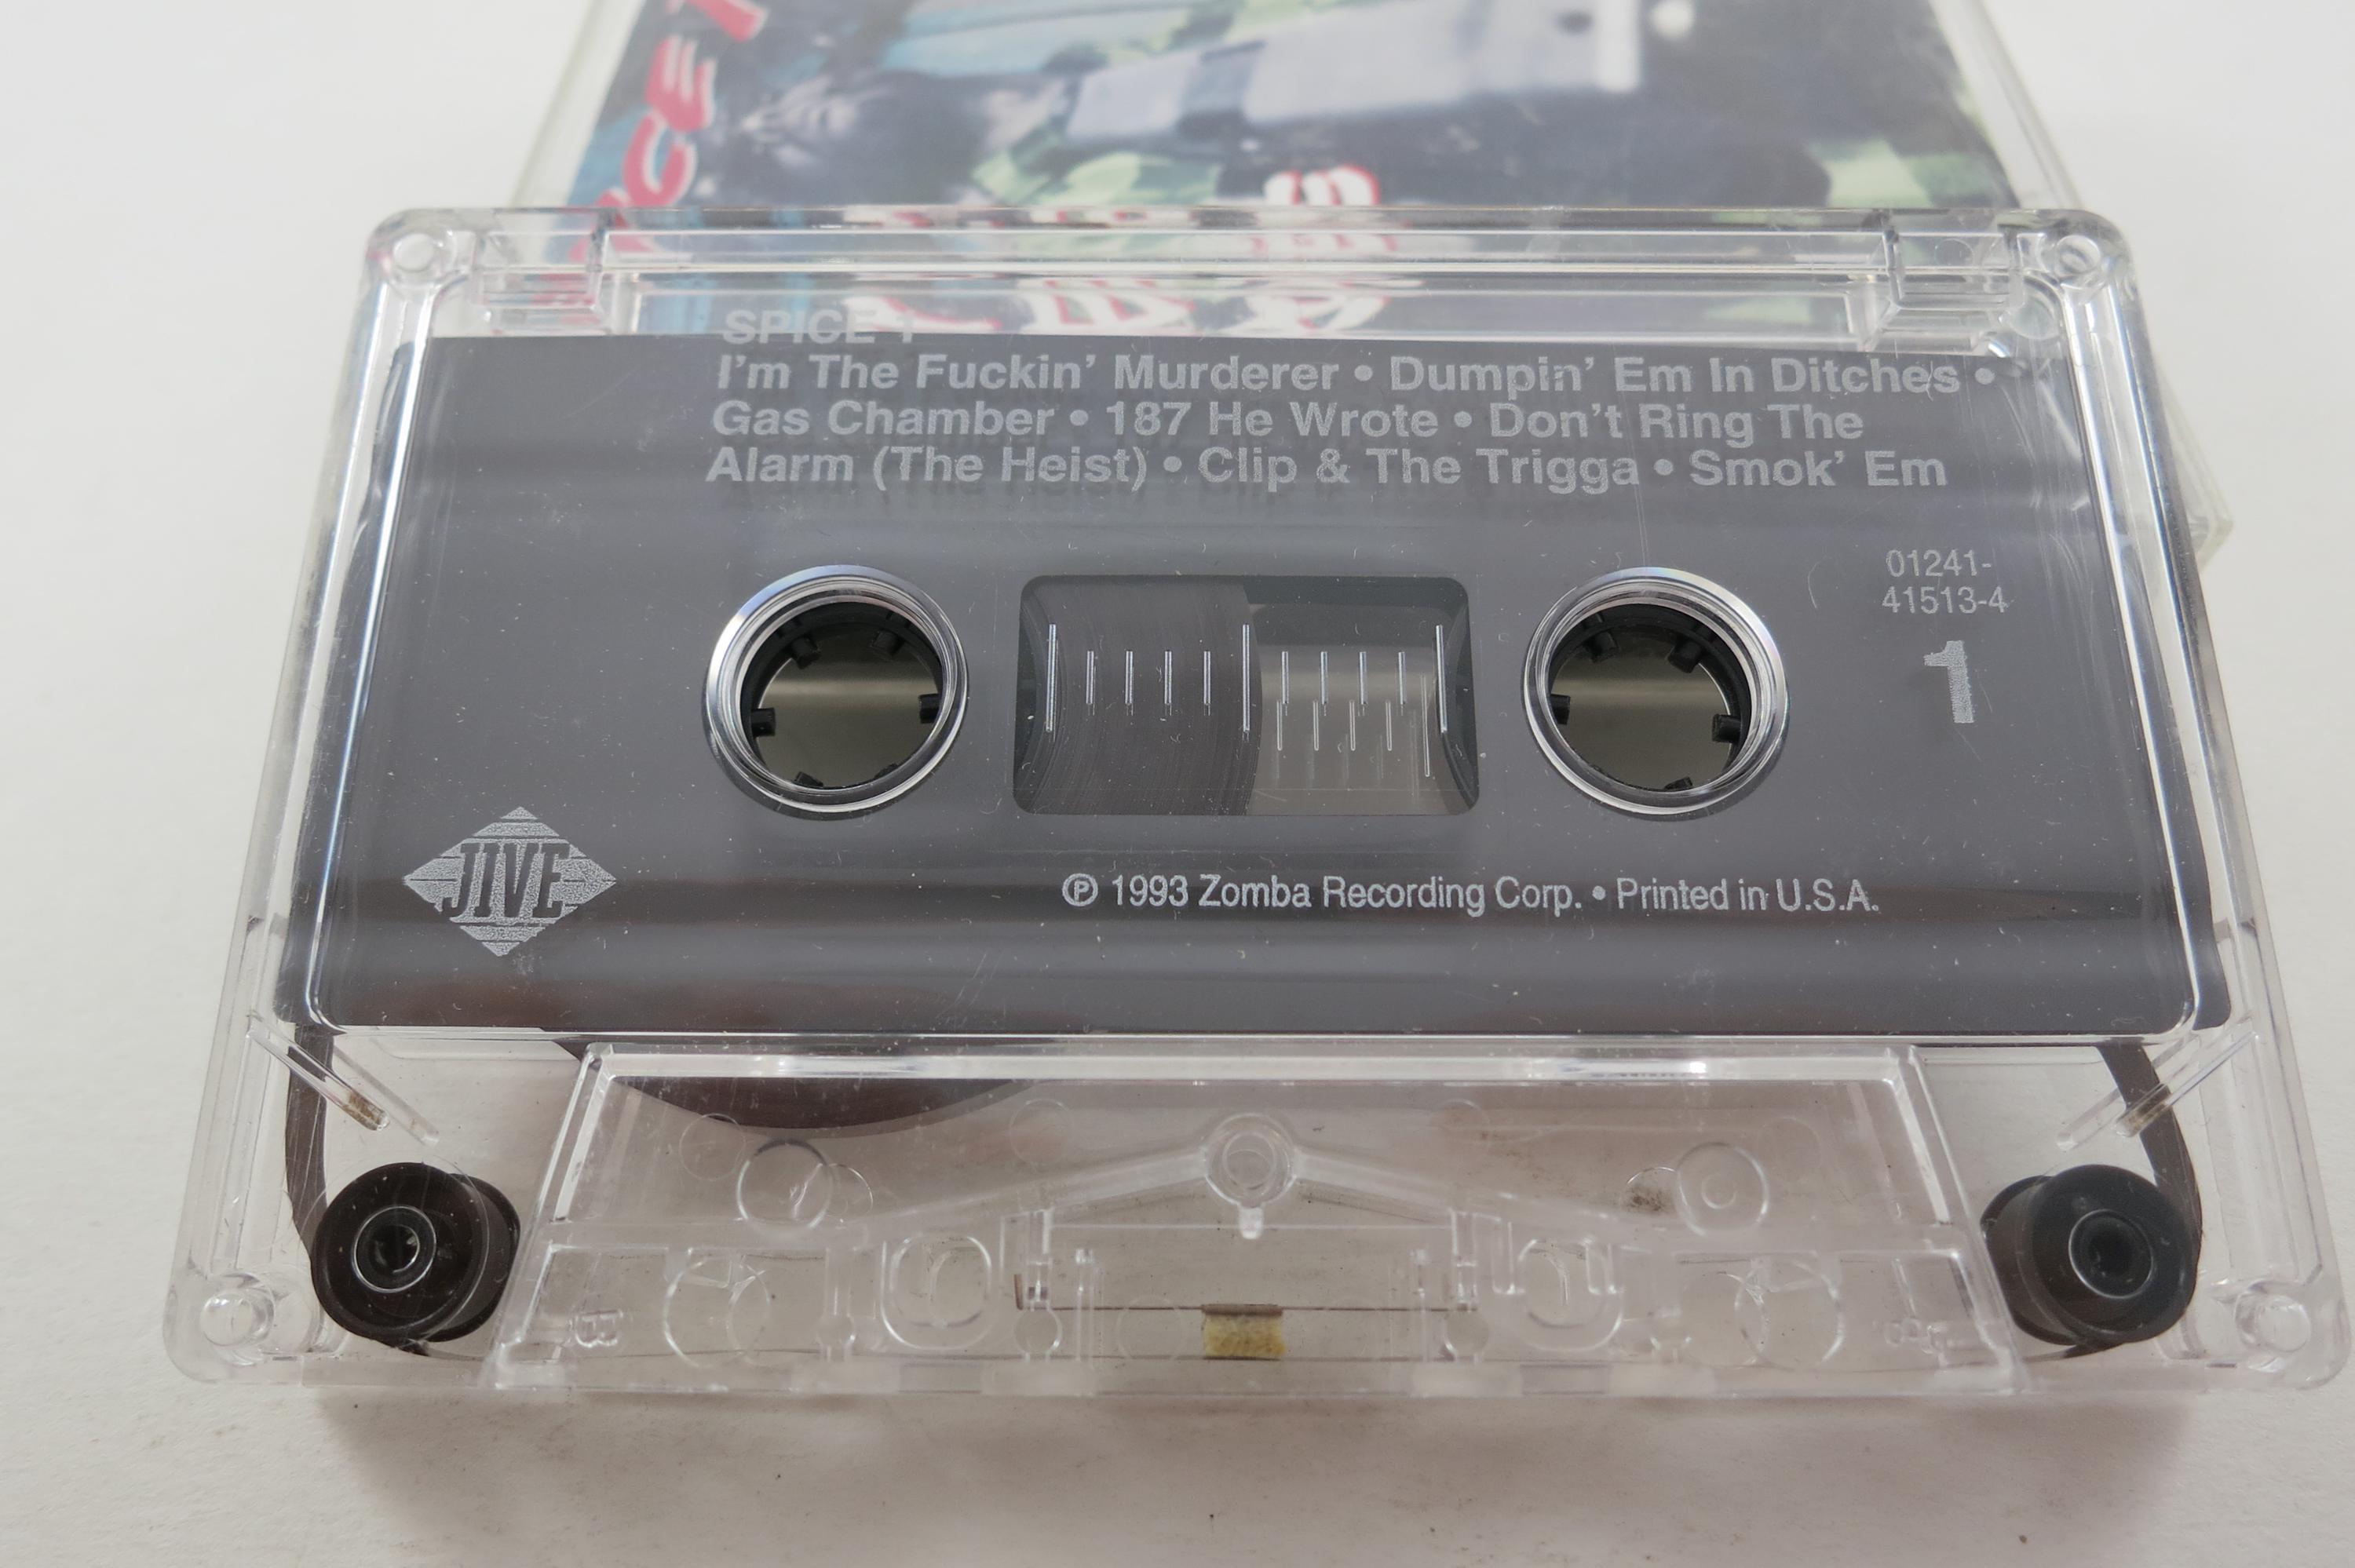 SPICE 1
I'm The Fuckin' Murderer • Dumpin' Em In Ditches •
Gas Chamber • 187 He Wrote • Don't Ring The
Alarm (The Heist) • Clip & The Trigga • Smok' Em
01241-
41513-4
1
JIVE
℗ 1993 Zomba Recording Corp. • Printed in U.S.A.
B